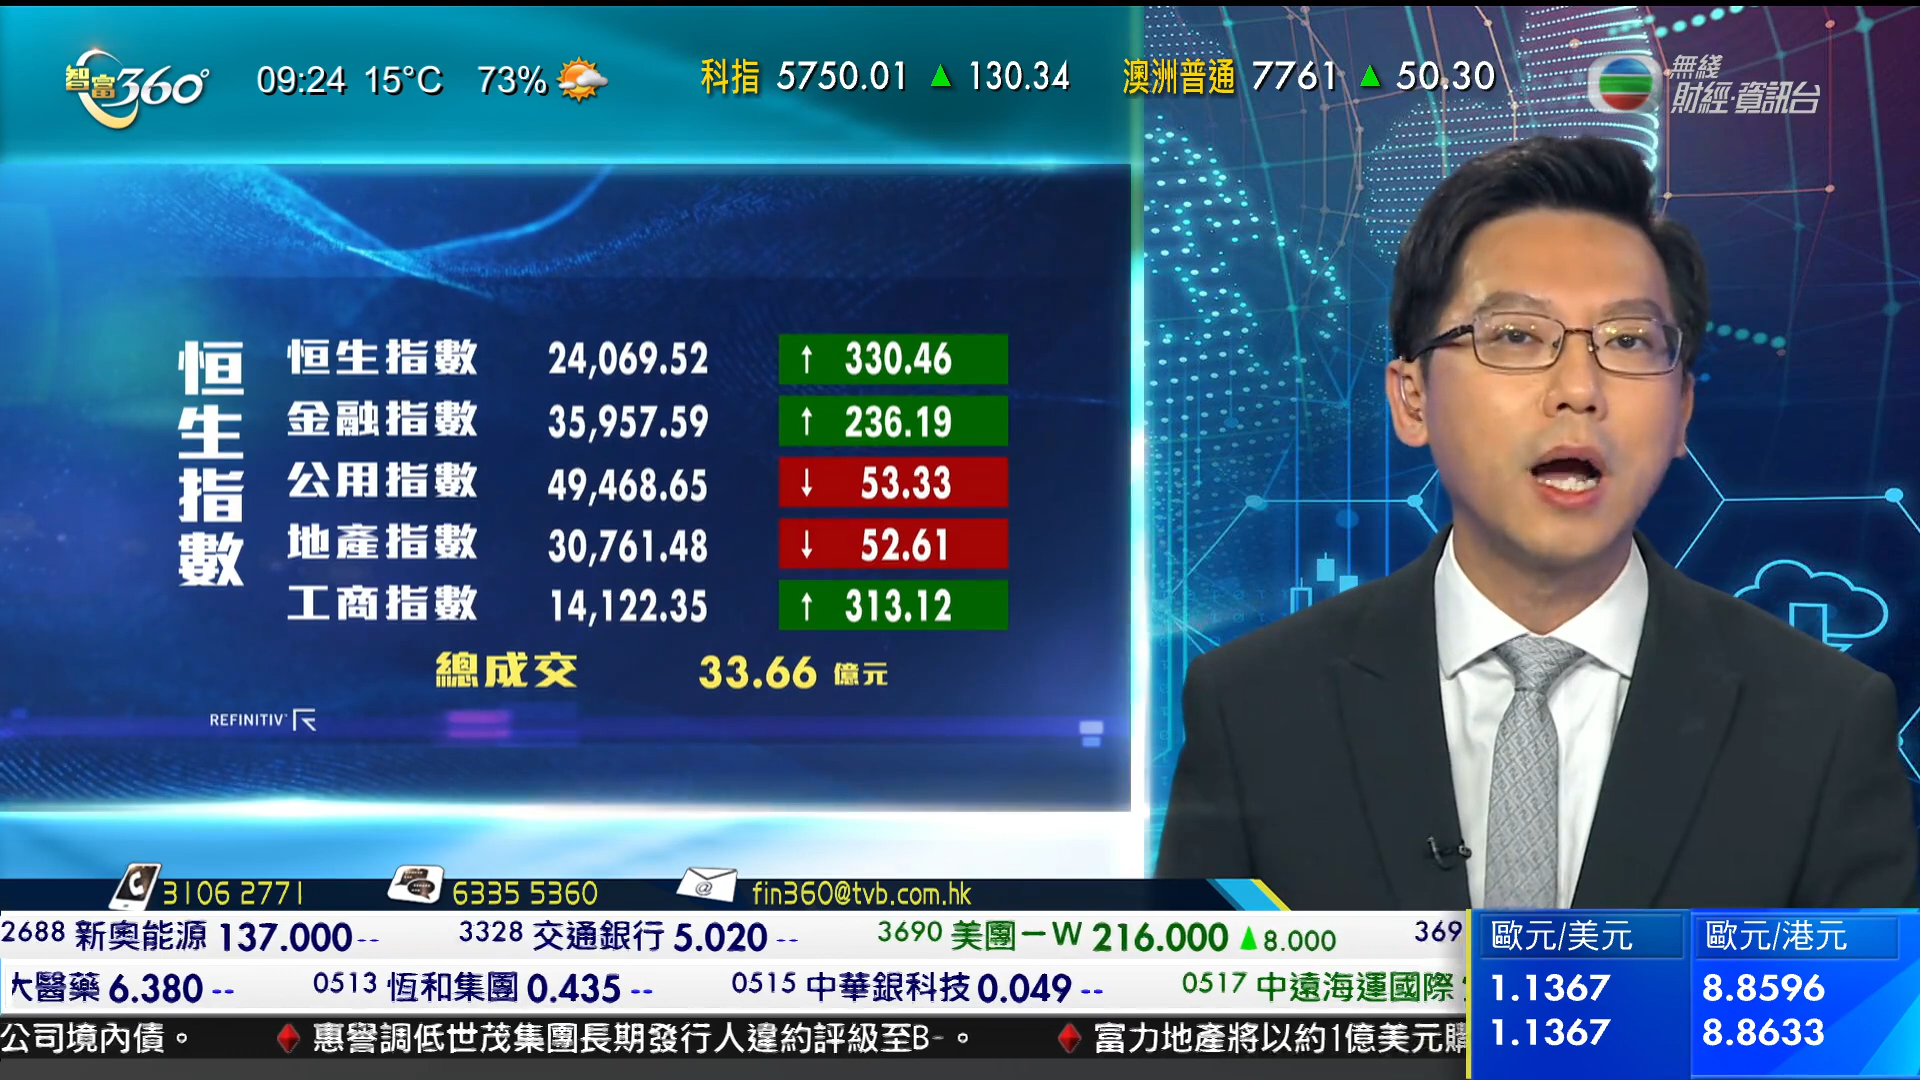 智富360°
09:24 15°C 73%
科指 5750.01 ▲ 130.34 澳洲普通 7761 ▲ 50.30
無綫
財經·資訊台
恒生指數
恒生指數 24,069.52 ↑ 330.46
金融指數 35,957.59 ↑ 236.19
公用指數 49,468.65 ↓ 53.33
地產指數 30,761.48 ↓ 52.61
工商指數 14,122.35 ↑ 313.12
總成交 33.66 億元
REFINITIV
3106 2771 6335 5360 fin360@tvb.com.hk
2688 新奧能源 137.000 -- 3328 交通銀行 5.020 -- 3690 美團－W 216.000 ▲8.000 369
大醫藥 6.380 -- 0513 恆和集團 0.435 -- 0515 中華銀科技 0.049 -- 0517 中遠海運國際
公司境內債。 ♦ 惠譽調低世茂集團長期發行人違約評級至B-。 ♦ 富力地產將以約1億美元購
歐元/美元 歐元/港元
1.1367 8.8596
1.1367 8.8633